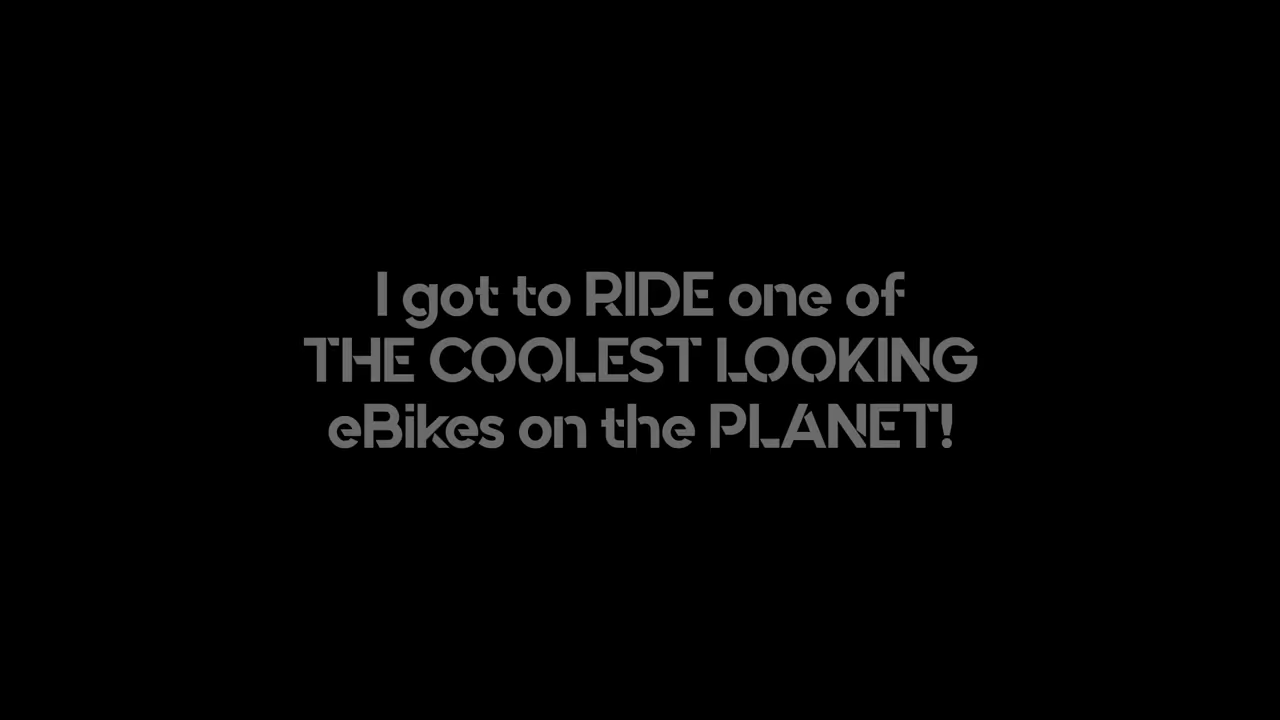 I got to RIDE one of
THE COOLEST LOOKING
eBikes on the PLANET!